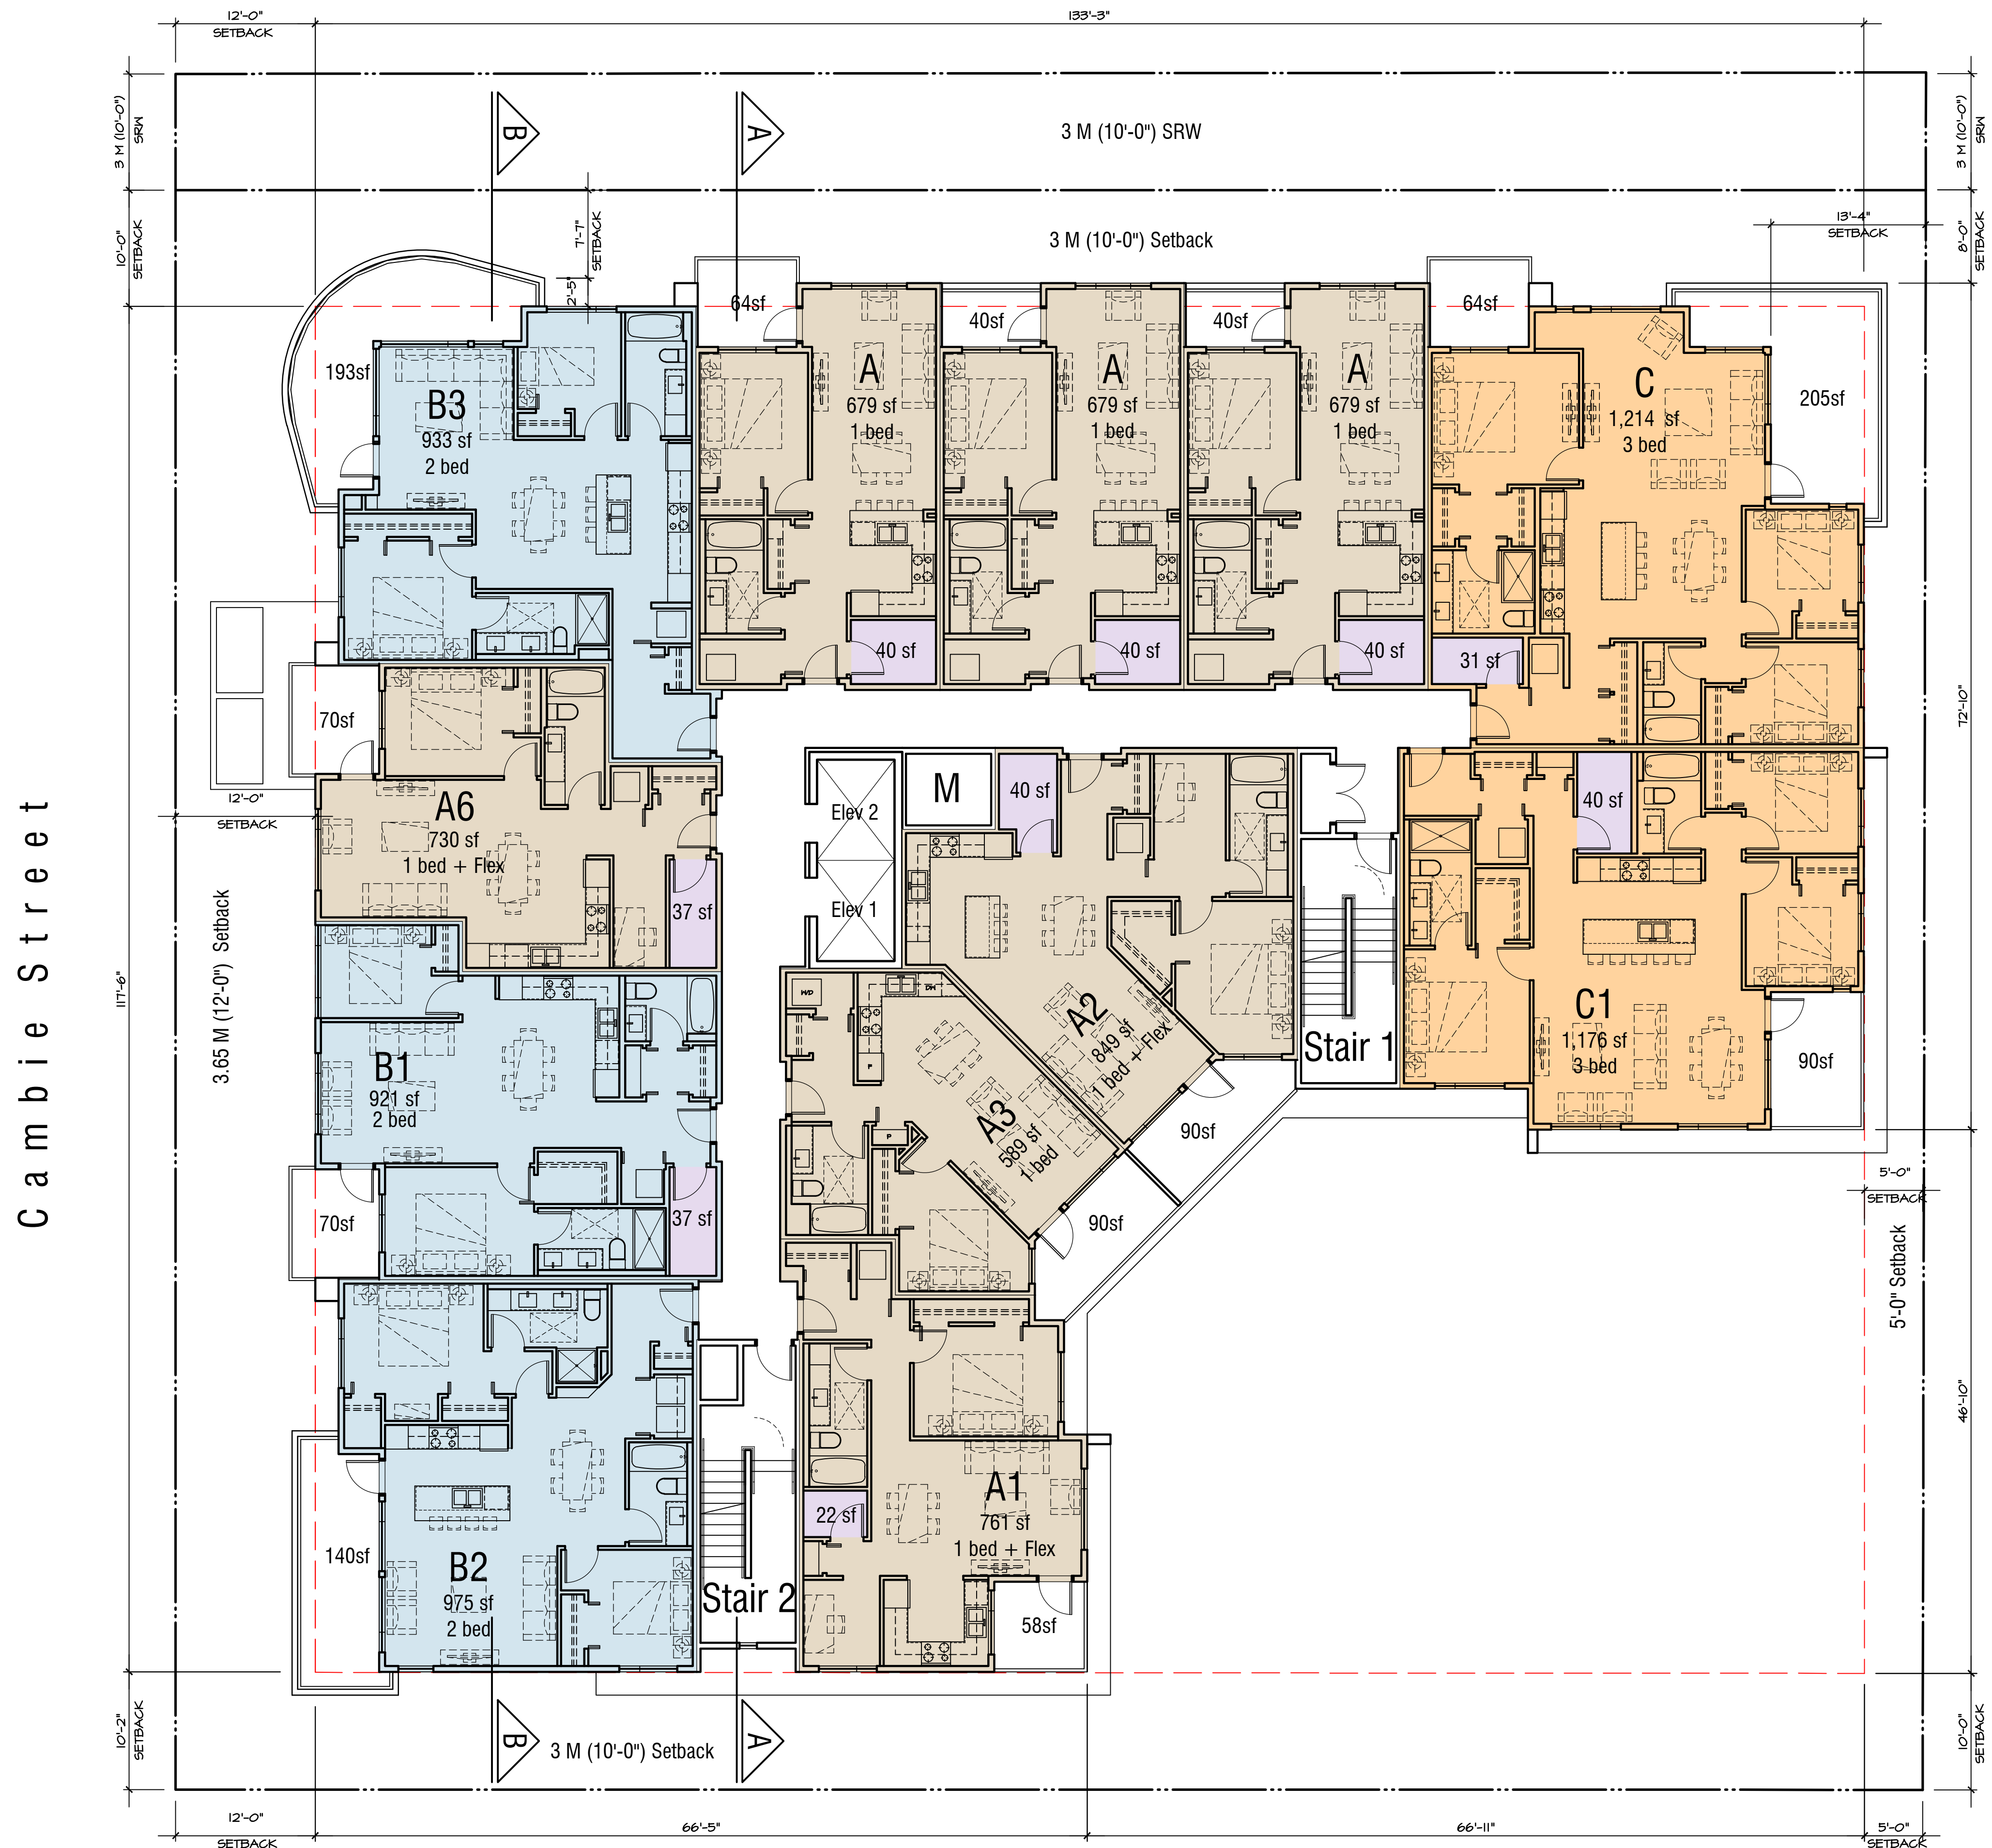 12'-0"
SETBACK
133'-3"
3 M (10'-0")
SRW
B
A
3 M (10'-0") SRW
3 M (10'-0")
SRW
10'-0"
SETBACK
7'-7"
SETBACK
2'-5"
3 M (10'-0") Setback
13'-4"
SETBACK
8'-0"
SETBACK
64sf
40sf
40sf
64sf
193sf
B3
933 sf
2 bed
A
679 sf
1 bed
A
679 sf
1 bed
A
679 sf
1 bed
C
1,214 sf
3 bed
205sf
40 sf
40 sf
40 sf
31 sf
70sf
72'-10"
12'-0"
SETBACK
A6
730 sf
1 bed + Flex
37 sf
Elev 2
Elev 1
M
40 sf
40 sf
Cambie Street
3.65 M (12'-0") Setback
117'-6"
W/D
DW
F
P
A2
849 sf
1 bed + Flex
Stair 1
C1
1,176 sf
3 bed
90sf
B1
921 sf
2 bed
A3
589 sf
1 bed
90sf
90sf
5'-0"
SETBACK
70sf
37 sf
5'-0" Setback
46'-10"
A1
761 sf
1 bed + Flex
22 sf
140sf
B2
975 sf
2 bed
Stair 2
58sf
10'-2"
SETBACK
B
3 M (10'-0") Setback
A
10'-0"
SETBACK
12'-0"
SETBACK
66'-5"
66'-11"
5'-0"
SETBACK